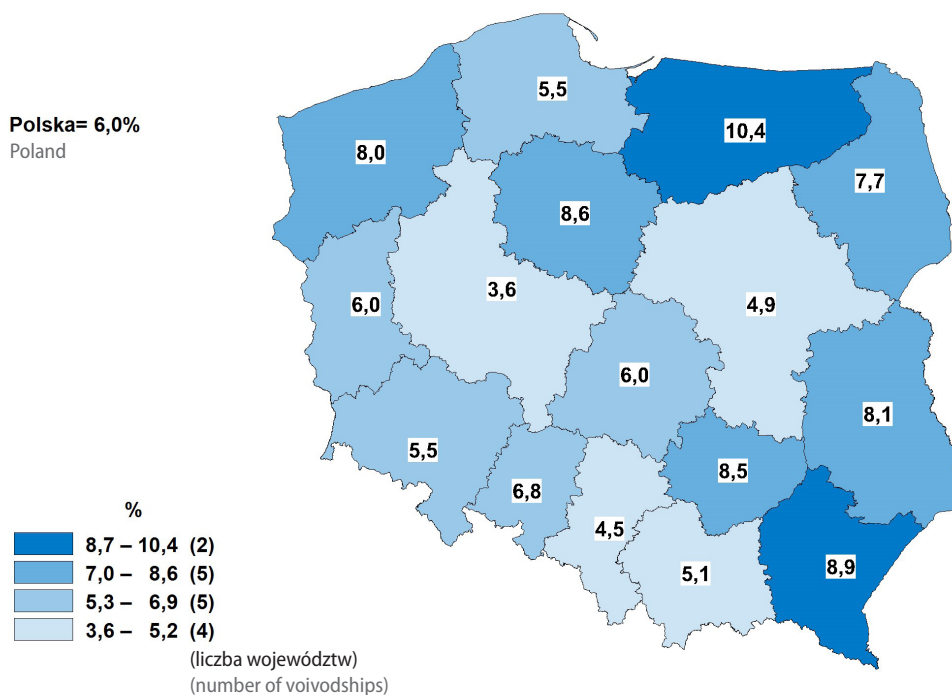 5,5
Polska= 6,0%
Poland
10,4
8,0
7,7
8,6
3,6
4,9
6,0
6,0
8,1
5,5
8,5
6,8
4,5
5,1
8,9
%
8,7 – 10,4 (2)
7,0 – 8,6 (5)
5,3 – 6,9 (5)
3,6 – 5,2 (4)
(liczba województw)
(number of voivodships)